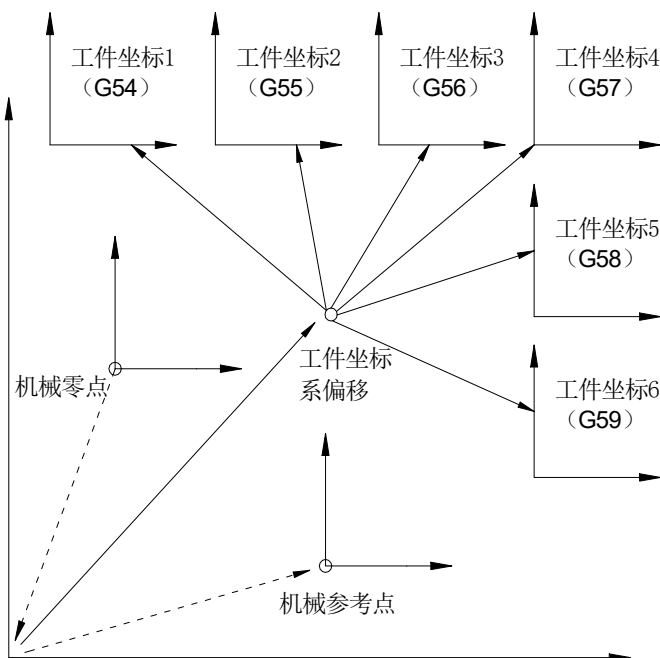 工件坐标1
（G54）
工件坐标2
（G55）
工件坐标3
（G56）
工件坐标4
（G57）
工件坐标5
（G58）
工件坐标
系偏移
机械零点
工件坐标6
（G59）
机械参考点